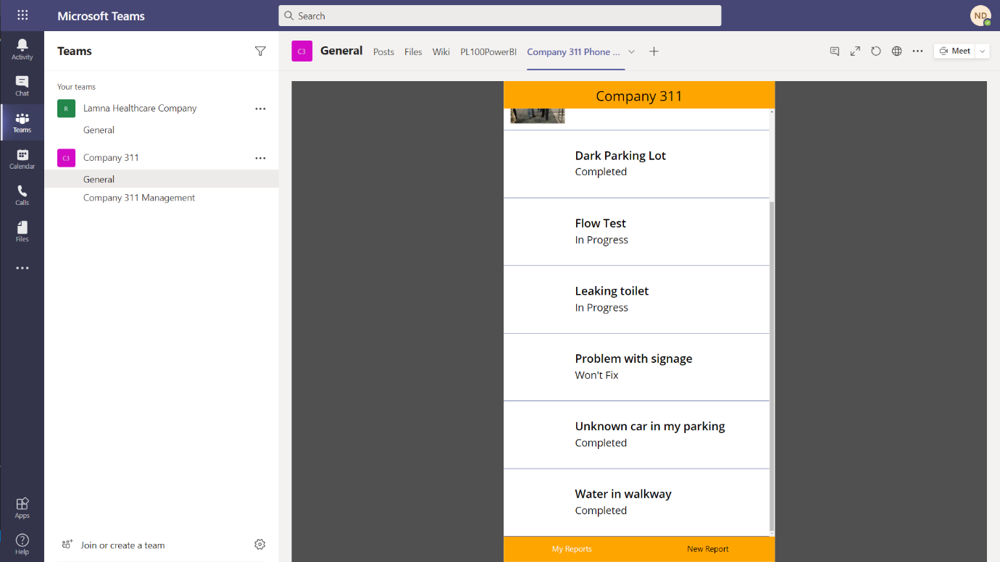 Microsoft Teams
Search
ND
Activity
Chat
Teams
Calendar
Calls
Files
Apps
Help
Teams
Your teams
R
Lamna Healthcare Company
General
C3
Company 311
General
Company 311 Management
Join or create a team
C3
General Posts Files Wiki PL100PowerBI Company 311 Phone ...
Meet
Company 311
Dark Parking Lot
Completed
Flow Test
In Progress
Leaking toilet
In Progress
Problem with signage
Won't Fix
Unknown car in my parking
Completed
Water in walkway
Completed
My Reports New Report